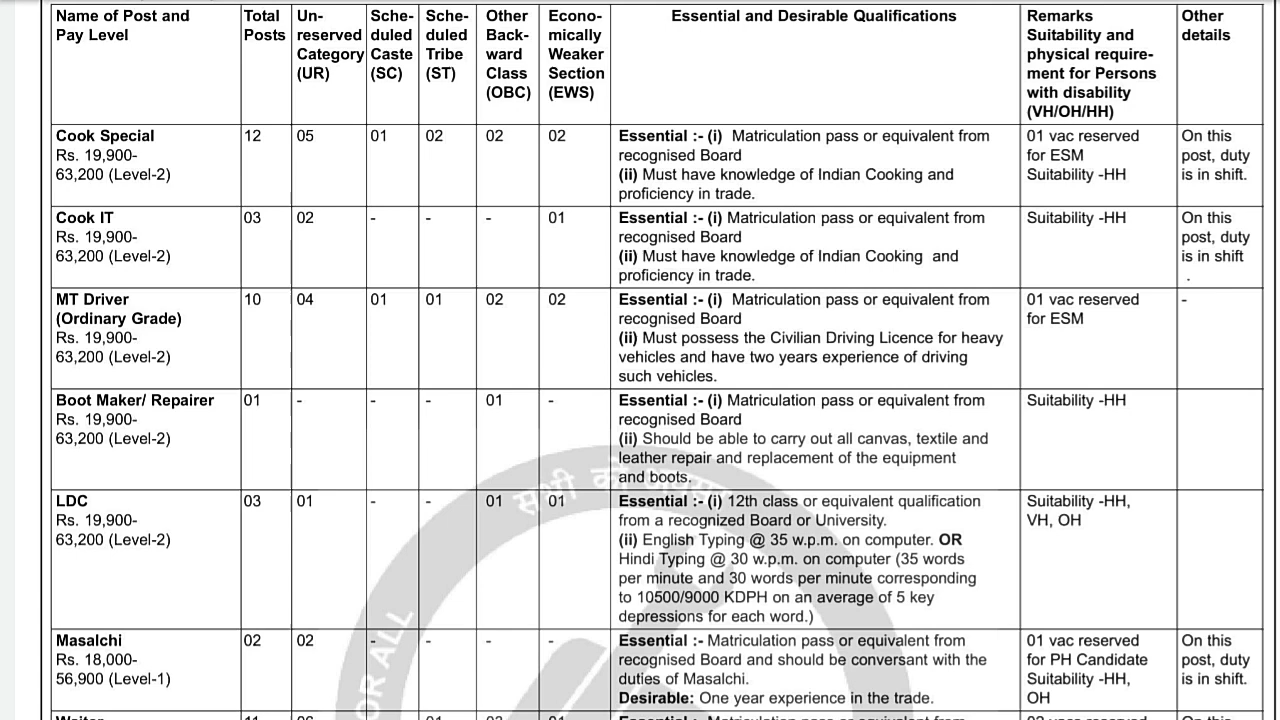 Name of Post and Pay Level
Total Posts
Un-reserved Category (UR)
Sche-duled Caste (SC)
Sche-duled Tribe (ST)
Other Back-ward Class (OBC)
Econo-mically Weaker Section (EWS)
Essential and Desirable Qualifications
Remarks Suitability and physical require-ment for Persons with disability (VH/OH/HH)
Other details
Cook Special
Rs. 19,900-
63,200 (Level-2)
12
05
01
02
02
02
Essential :- (i) Matriculation pass or equivalent from
recognised Board
(ii) Must have knowledge of Indian Cooking and
proficiency in trade.
01 vac reserved
for ESM
Suitability -HH
On this
post, duty
is in shift.
Cook IT
Rs. 19,900-
63,200 (Level-2)
03
02
-
-
-
01
Essential :- (i) Matriculation pass or equivalent from
recognised Board
(ii) Must have knowledge of Indian Cooking and
proficiency in trade.
Suitability -HH
On this
post, duty
is in shift
.
MT Driver
(Ordinary Grade)
Rs. 19,900-
63,200 (Level-2)
10
04
01
01
02
02
Essential :- (i) Matriculation pass or equivalent from
recognised Board
(ii) Must possess the Civilian Driving Licence for heavy
vehicles and have two years experience of driving
such vehicles.
01 vac reserved
for ESM
-
Boot Maker/ Repairer
Rs. 19,900-
63,200 (Level-2)
01
-
-
-
01
-
Essential :- (i) Matriculation pass or equivalent from
recognised Board
(ii) Should be able to carry out all canvas, textile and
leather repair and replacement of the equipment
and boots.
Suitability -HH
LDC
Rs. 19,900-
63,200 (Level-2)
03
01
-
-
01
01
Essential :- (i) 12th class or equivalent qualification
from a recognized Board or University.
(ii) English Typing @ 35 w.p.m. on computer. OR
Hindi Typing @ 30 w.p.m. on computer (35 words
per minute and 30 words per minute corresponding
to 10500/9000 KDPH on an average of 5 key
depressions for each word.)
Suitability -HH,
VH, OH
Masalchi
Rs. 18,000-
56,900 (Level-1)
02
02
-
-
-
-
Essential :- Matriculation pass or equivalent from
recognised Board and should be conversant with the
duties of Masalchi.
Desirable: One year experience in the trade.
01 vac reserved
for PH Candidate
Suitability -HH,
OH
On this
post, duty
is in shift.
सभी को
OR ALL